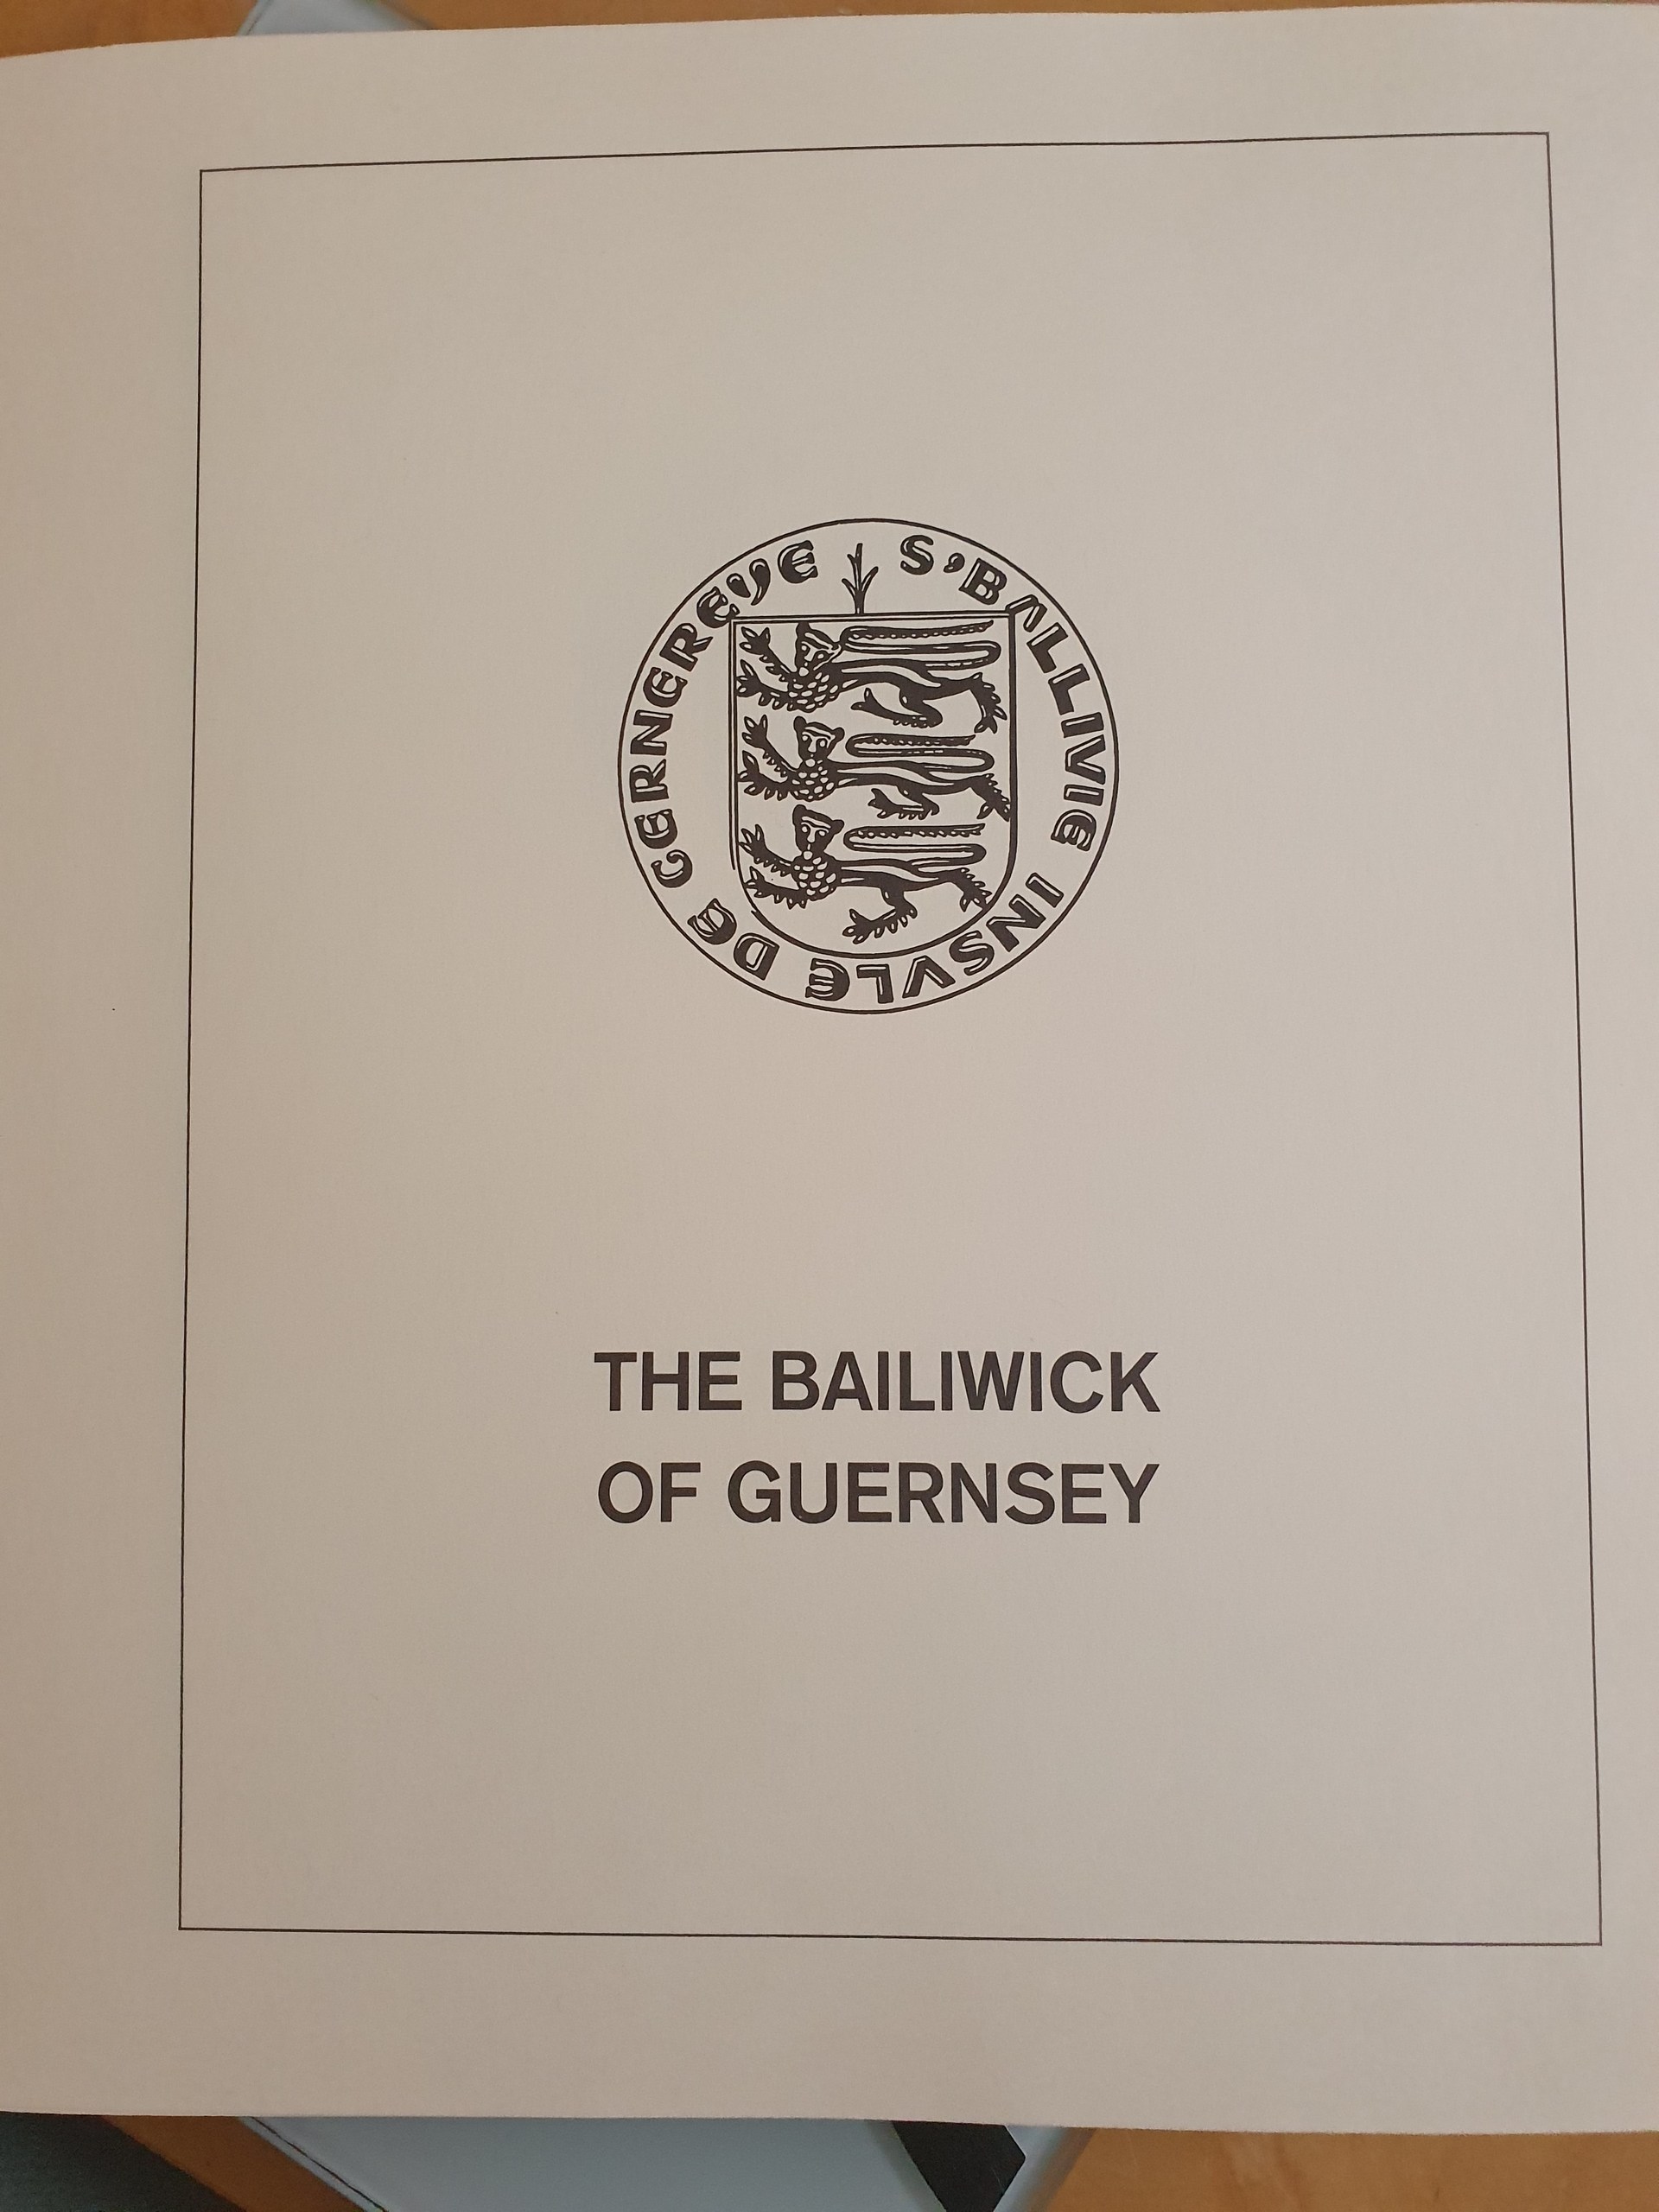 S'BALLIVIE INSVLE DE GERNEREYE
THE BAILIWICK
OF GUERNSEY